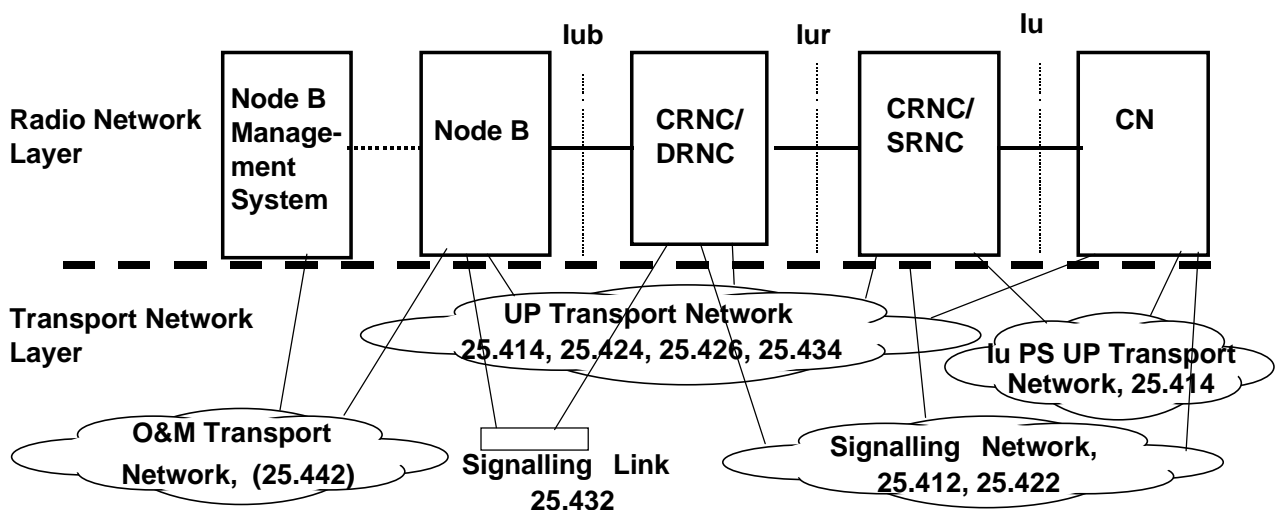 Iub
Iur
Iu
Radio Network
Layer
Node B
Manage-
ment
System
Node B
CRNC/
DRNC
CRNC/
SRNC
CN
Transport Network
Layer
UP Transport Network
25.414, 25.424, 25.426, 25.434
Iu PS UP Transport
Network, 25.414
O&M Transport
Network, (25.442)
Signalling Link
25.432
Signalling Network,
25.412, 25.422